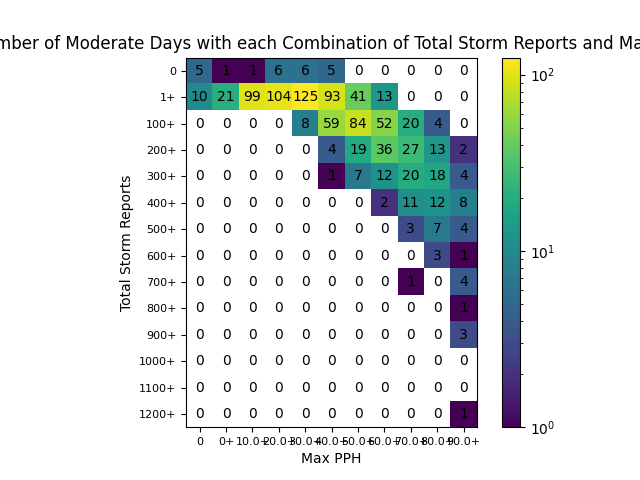 mber of Moderate Days with each Combination of Total Storm Reports and Ma
0 5 1 1 6 6 5 0 0 0 0 0
1+ 10 21 99 104 125 93 41 13 0 0 0
100+ 0 0 0 0 8 59 84 52 20 4 0
200+ 0 0 0 0 0 4 19 36 27 13 2
300+ 0 0 0 0 0 1 7 12 20 18 4
400+ 0 0 0 0 0 0 0 2 11 12 8
500+ 0 0 0 0 0 0 0 0 3 7 4
600+ 0 0 0 0 0 0 0 0 0 3 1
700+ 0 0 0 0 0 0 0 0 1 0 4
800+ 0 0 0 0 0 0 0 0 0 0 1
900+ 0 0 0 0 0 0 0 0 0 0 3
1000+ 0 0 0 0 0 0 0 0 0 0 0
1100+ 0 0 0 0 0 0 0 0 0 0 0
1200+ 0 0 0 0 0 0 0 0 0 0 1
0 0+ 10.0+ 20.0+ 30.0+ 40.0+ 50.0+ 60.0+ 70.0+ 80.0+ 90.0+
Max PPH
Total Storm Reports
10²
10¹
10⁰